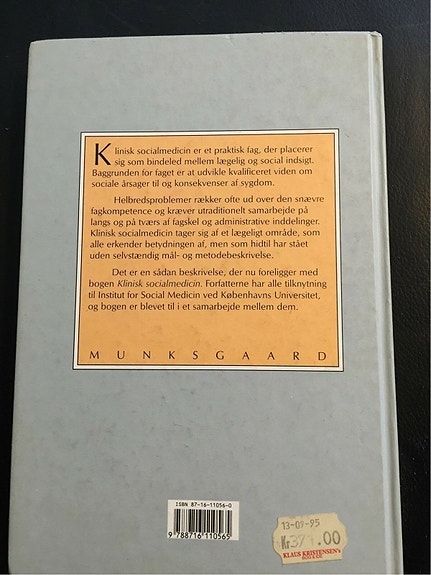 Klinisk socialmedicin er et praktisk fag, der placerer
sig som bindeled mellem lægelig og social indsigt.
Baggrunden for faget er at udvikle kvalificeret viden om
sociale årsager til og konsekvenser af sygdom.
Helbredsproblemer rækker ofte ud over den snævre
fagkompetence og kræver utraditionelt samarbejde på
langs og på tværs af fagskel og administrative inddelinger.
Klinisk socialmedicin tager sig af et lægeligt område, som
alle erkender betydningen af, men som hidtil har stået
uden selvstændig mål- og metodebeskrivelse.
Det er en sådan beskrivelse, der nu foreligger med
bogen Klinisk socialmedicin. Forfatterne har alle tilknytning
til Institut for Social Medicin ved Københavns Universitet,
og bogen er blevet til i et samarbejde mellem dem.
MUNKSGAARD
ISBN 87-16-11056-0
9 788716 110565
13-09-95
Kr 377.00
KLAUS KRISTENSEN's